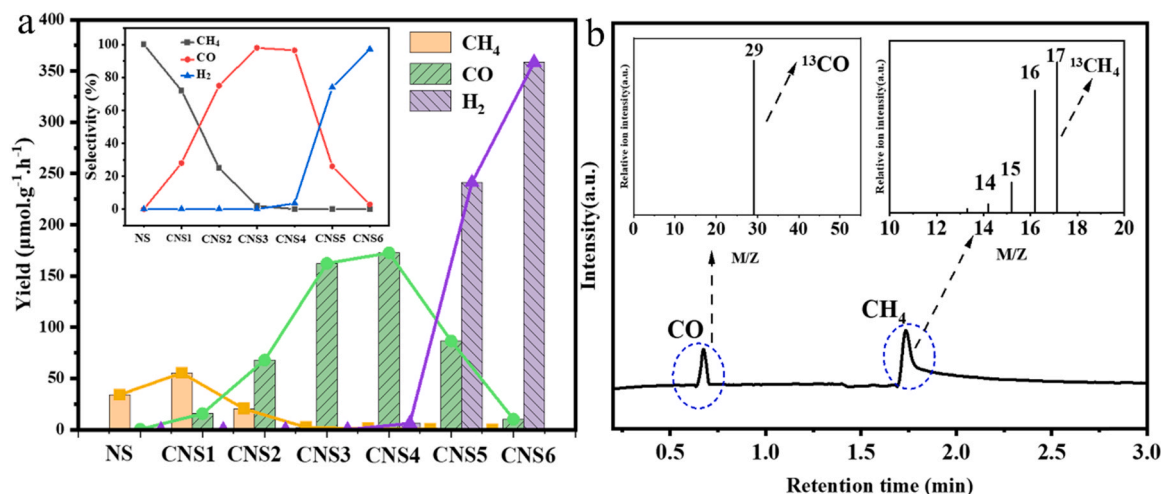 a
Yield (μmol.g⁻¹.h⁻¹)
400
350
300
250
200
150
100
50
0
NS CNS1 CNS2 CNS3 CNS4 CNS5 CNS6
CH₄
CO
H₂
Selectivity (%)
100
80
60
40
20
0
NS CNS1 CNS2 CNS3 CNS4 CNS5 CNS6
CH₄
CO
H₂
b
Intensity(a.u.)
Relative ion intensity(a.u.)
29
¹³CO
0 10 20 30 40 50
M/Z
Relative ion intensity(a.u.)
14
15
16
17
¹³CH₄
10 12 14 16 18 20
M/Z
CO
CH₄
0.5 1.0 1.5 2.0 2.5 3.0
Retention time (min)